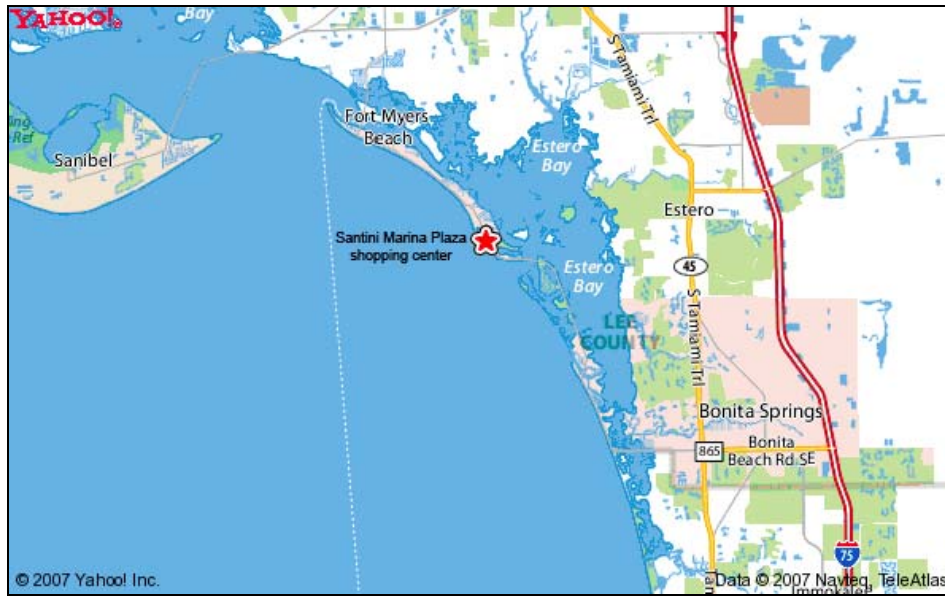 YAHOO!
Bay
Bay
S Tamiami Trl
Fort Myers
Beach
Estero
Bay
-Ref
Sanibel
Estero
Santini Marina Plaza
shopping center
Estero
Bay
45
S Tamiami Trl
LEE
COUNTY
Bonita Springs
865
Bonita
Beach Rd SE
75
© 2007 Yahoo! Inc.
Data © 2007 Navteq, TeleAtlas